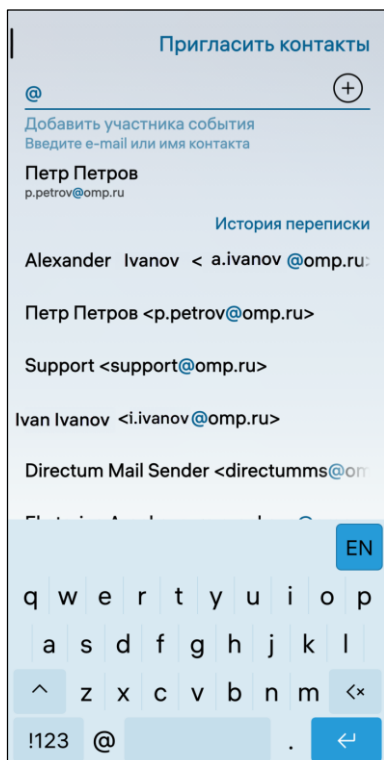 Пригласить контакты
@
Добавить участника события
Введите e-mail или имя контакта
Петр Петров
p.petrov@omp.ru
История переписки
Alexander Ivanov < a.ivanov @omp.ru>
Петр Петров <p.petrov@omp.ru>
Support <support@omp.ru>
Ivan Ivanov <i.ivanov@omp.ru>
Directum Mail Sender <directumms@om
EN
q w e r t y u i o p
a s d f g h j k l
z x c v b n m
!123 @ .